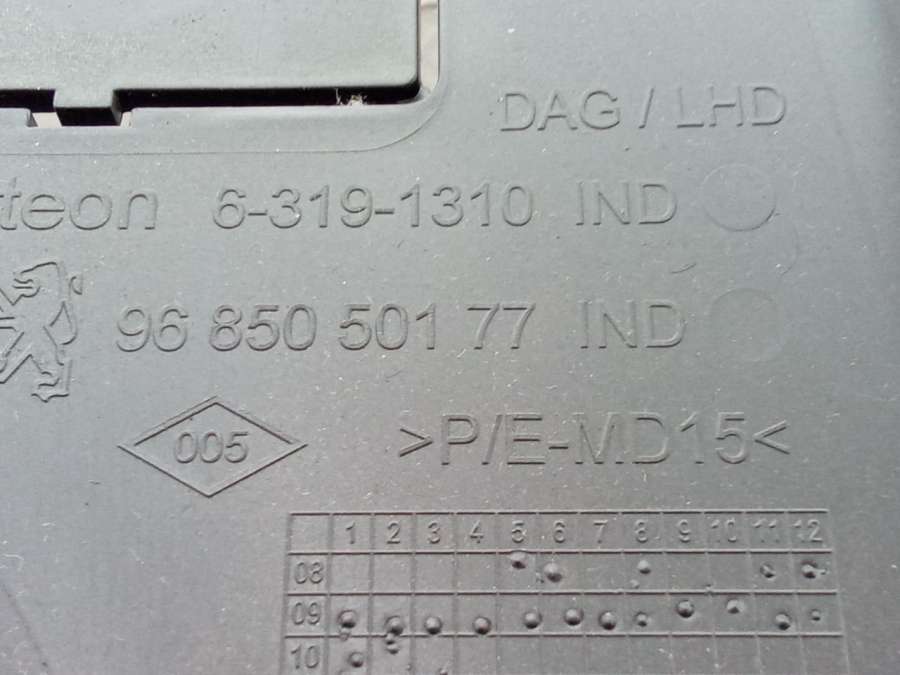 DAG / LHD
teon 6-319-1310 IND
96 850 501 77 IND
005 >P/E-MD15<
1 2 3 4 5 6 7 8 9 10 11 12
08
09
10